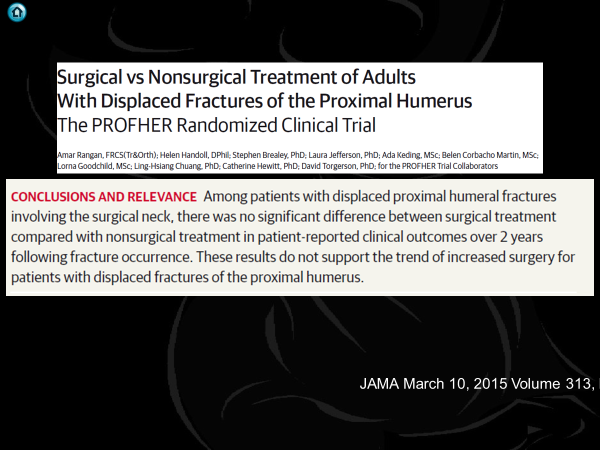 Surgical vs Nonsurgical Treatment of Adults
With Displaced Fractures of the Proximal Humerus
The PROFHER Randomized Clinical Trial
Amar Rangan, FRCS(Tr&Orth); Helen Handoll, DPhil; Stephen Brealey, PhD; Laura Jefferson, PhD; Ada Keding, MSc; Belen Corbacho Martin, MSc;
Lorna Goodchild, MSc; Ling-Hsiang Chuang, PhD; Catherine Hewitt, PhD; David Torgerson, PhD; for the PROFHER Trial Collaborators
CONCLUSIONS AND RELEVANCE Among patients with displaced proximal humeral fractures
involving the surgical neck, there was no significant difference between surgical treatment
compared with nonsurgical treatment in patient-reported clinical outcomes over 2 years
following fracture occurrence. These results do not support the trend of increased surgery for
patients with displaced fractures of the proximal humerus.
JAMA March 10, 2015 Volume 313,